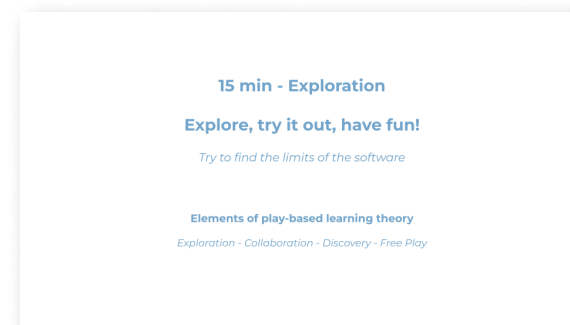 15 min - Exploration
Explore, try it out, have fun!
Try to find the limits of the software
Elements of play-based learning theory
Exploration - Collaboration - Discovery - Free Play